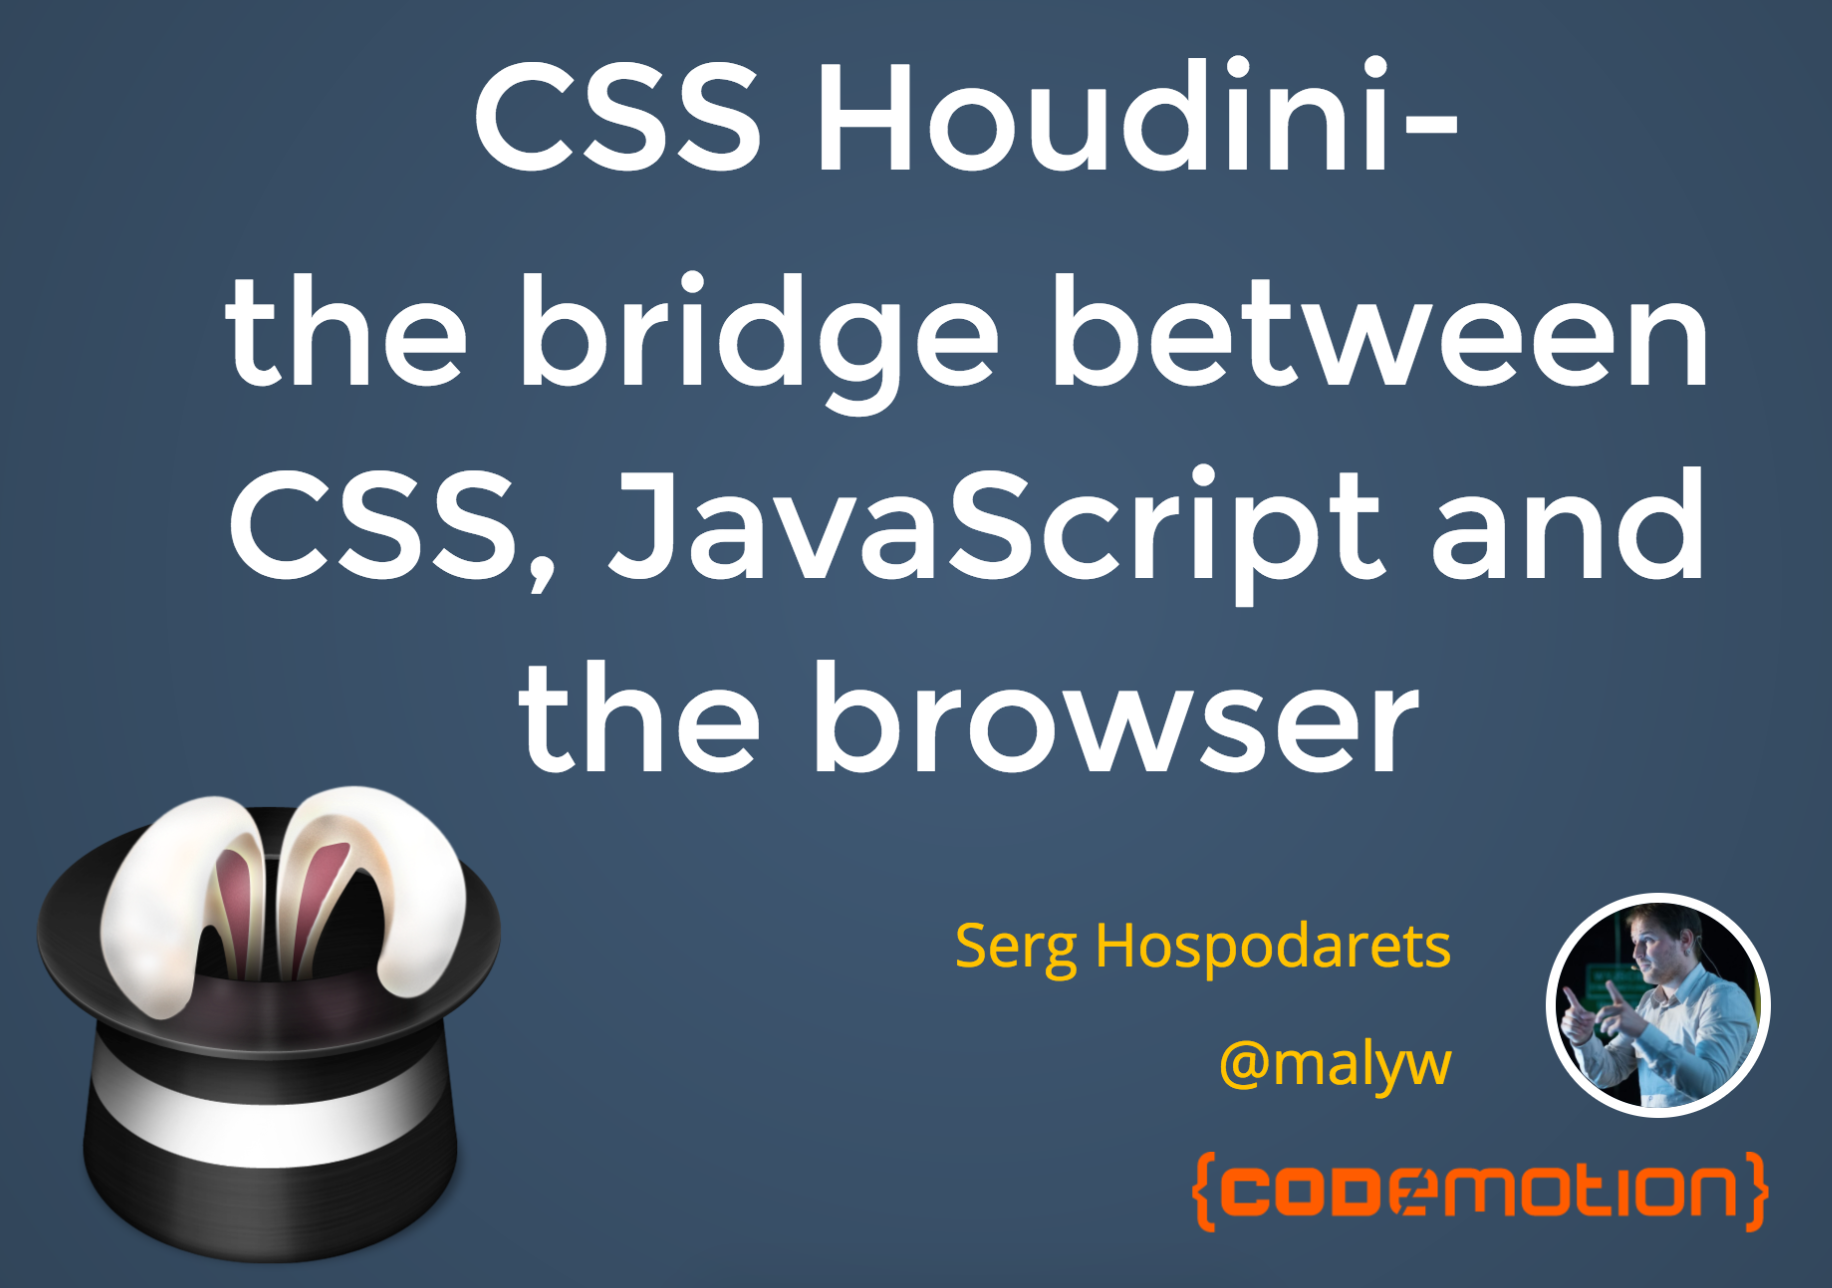 CSS Houdini-
the bridge between
CSS, JavaScript and
the browser
Serg Hospodarets
@malyw
{CODEMOTION}